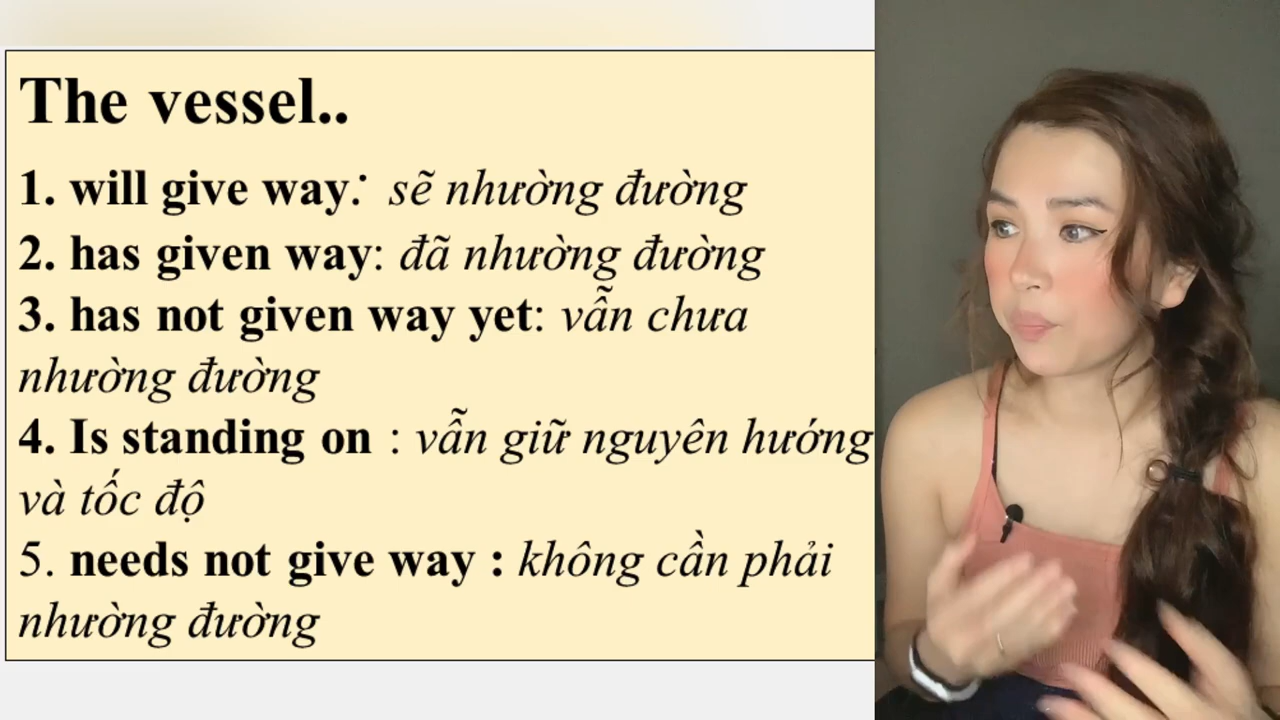 The vessel..
1. will give way: sẽ nhường đường
2. has given way: đã nhường đường
3. has not given way yet: vẫn chưa
nhường đường
4. Is standing on : vẫn giữ nguyên hướng
và tốc độ
5. needs not give way : không cần phải
nhường đường